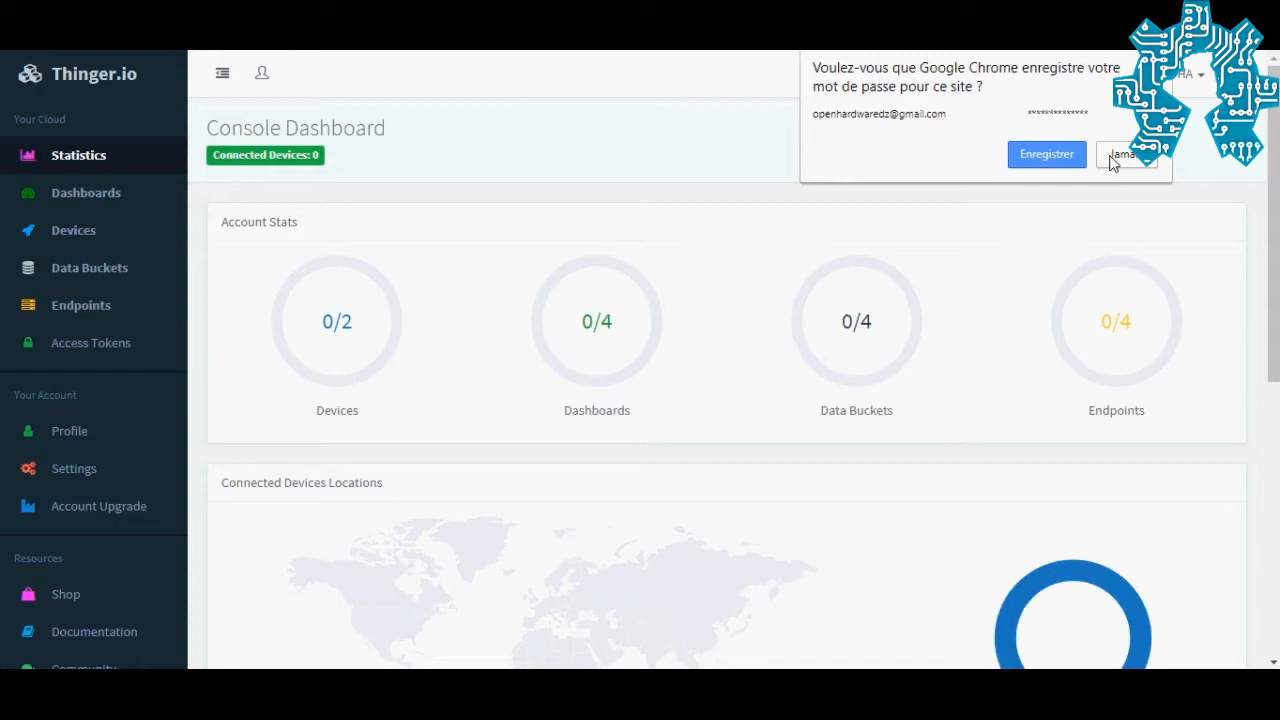 Thinger.io
Your Cloud
Statistics
Dashboards
Devices
Data Buckets
Endpoints
Access Tokens
Your Account
Profile
Settings
Account Upgrade
Resources
Shop
Documentation
Community
Voulez-vous que Google Chrome enregistre votre
mot de passe pour ce site ?
openhardwaredz@gmail.com **************
Enregistrer
HA
Console Dashboard
Connected Devices: 0
Account Stats
0/2 0/4 0/4 0/4
Devices Dashboards Data Buckets Endpoints
Connected Devices Locations